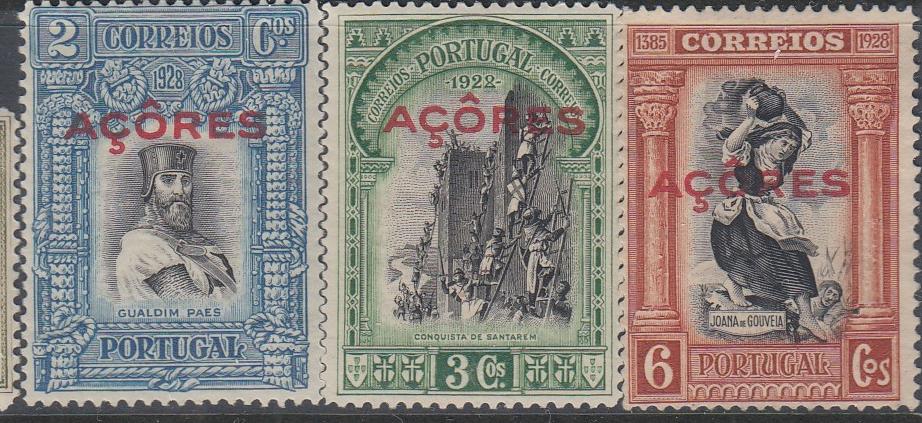 2 CORREIOS Cos.
1928
AÇÔRES
GUALDIM PAES
PORTUGAL
CORREIOS PORTUGAL CORREIOS
-1922-
AÇÔRES
CONQUISTA DE SANTAREM
3 Cos
1385 CORREIOS 1928
AÇÔRES
JOANA DE GOUVEIA
6 PORTUGAL Cos